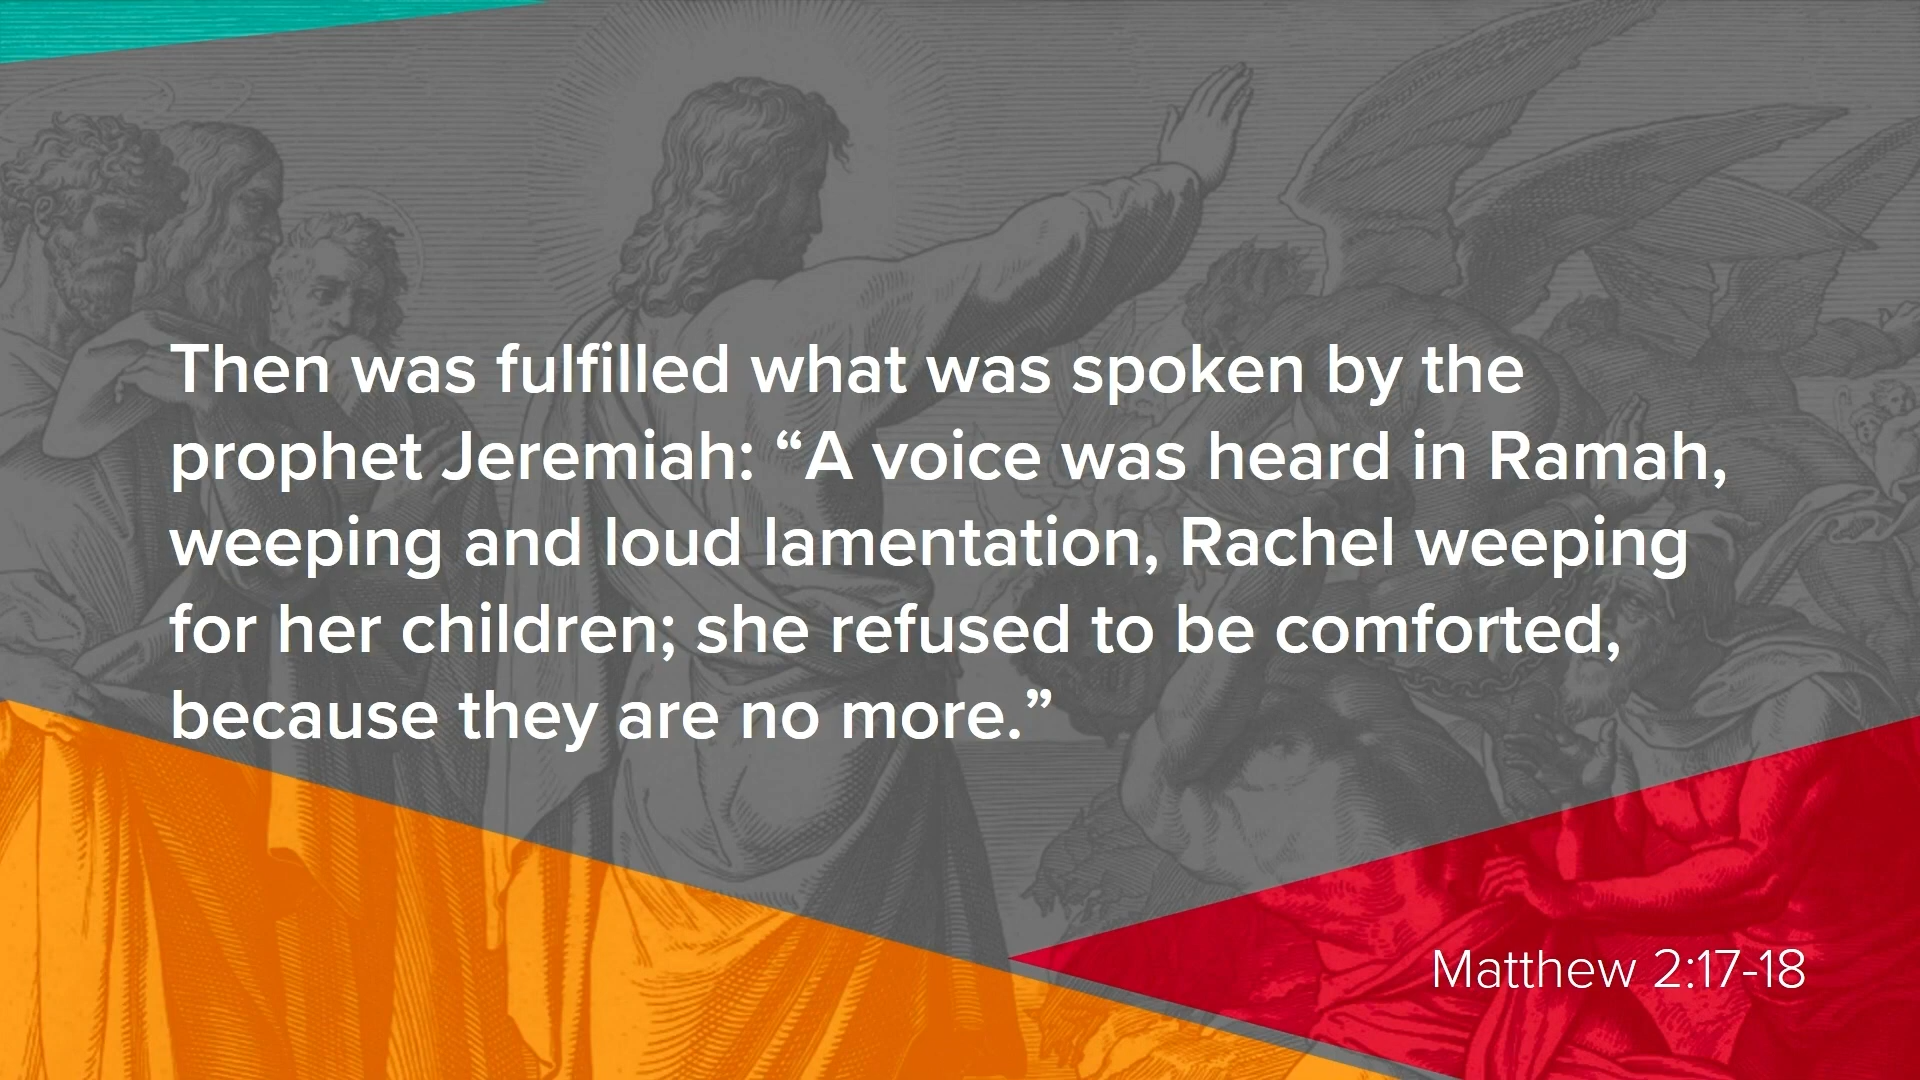 Then was fulfilled what was spoken by the
prophet Jeremiah: “A voice was heard in Ramah,
weeping and loud lamentation, Rachel weeping
for her children; she refused to be comforted,
because they are no more.”
Matthew 2:17-18